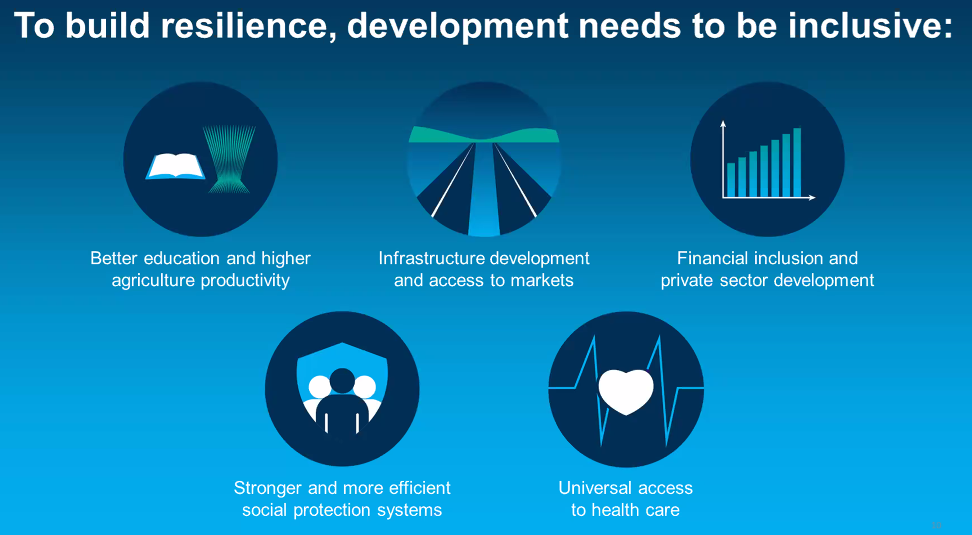 To build resilience, development needs to be inclusive:
Better education and higher
agriculture productivity
Infrastructure development
and access to markets
Financial inclusion and
private sector development
Stronger and more efficient
social protection systems
Universal access
to health care